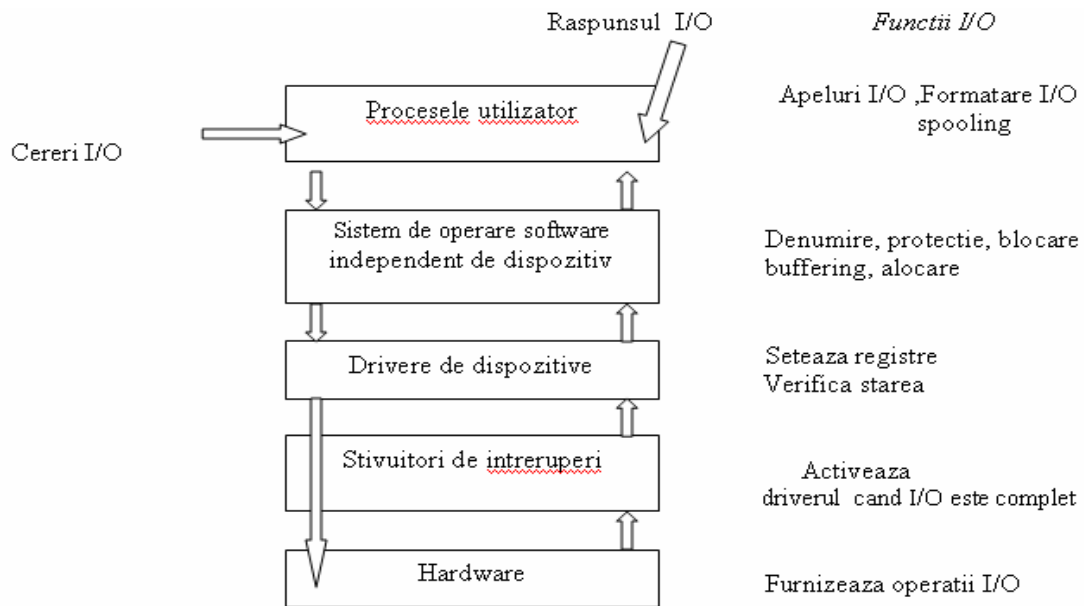 Raspunsul I/O
Functii I/O
Procesele utilizator
Apeluri I/O ,Formatare I/O
spooling
Cereri I/O
Sistem de operare software
independent de dispozitiv
Denumire, protectie, blocare
buffering, alocare
Drivere de dispozitive
Seteaza registre
Verifica starea
Stivuitori de intreruperi
Activeaza
driverul cand I/O este complet
Hardware
Furnizeaza operatii I/O